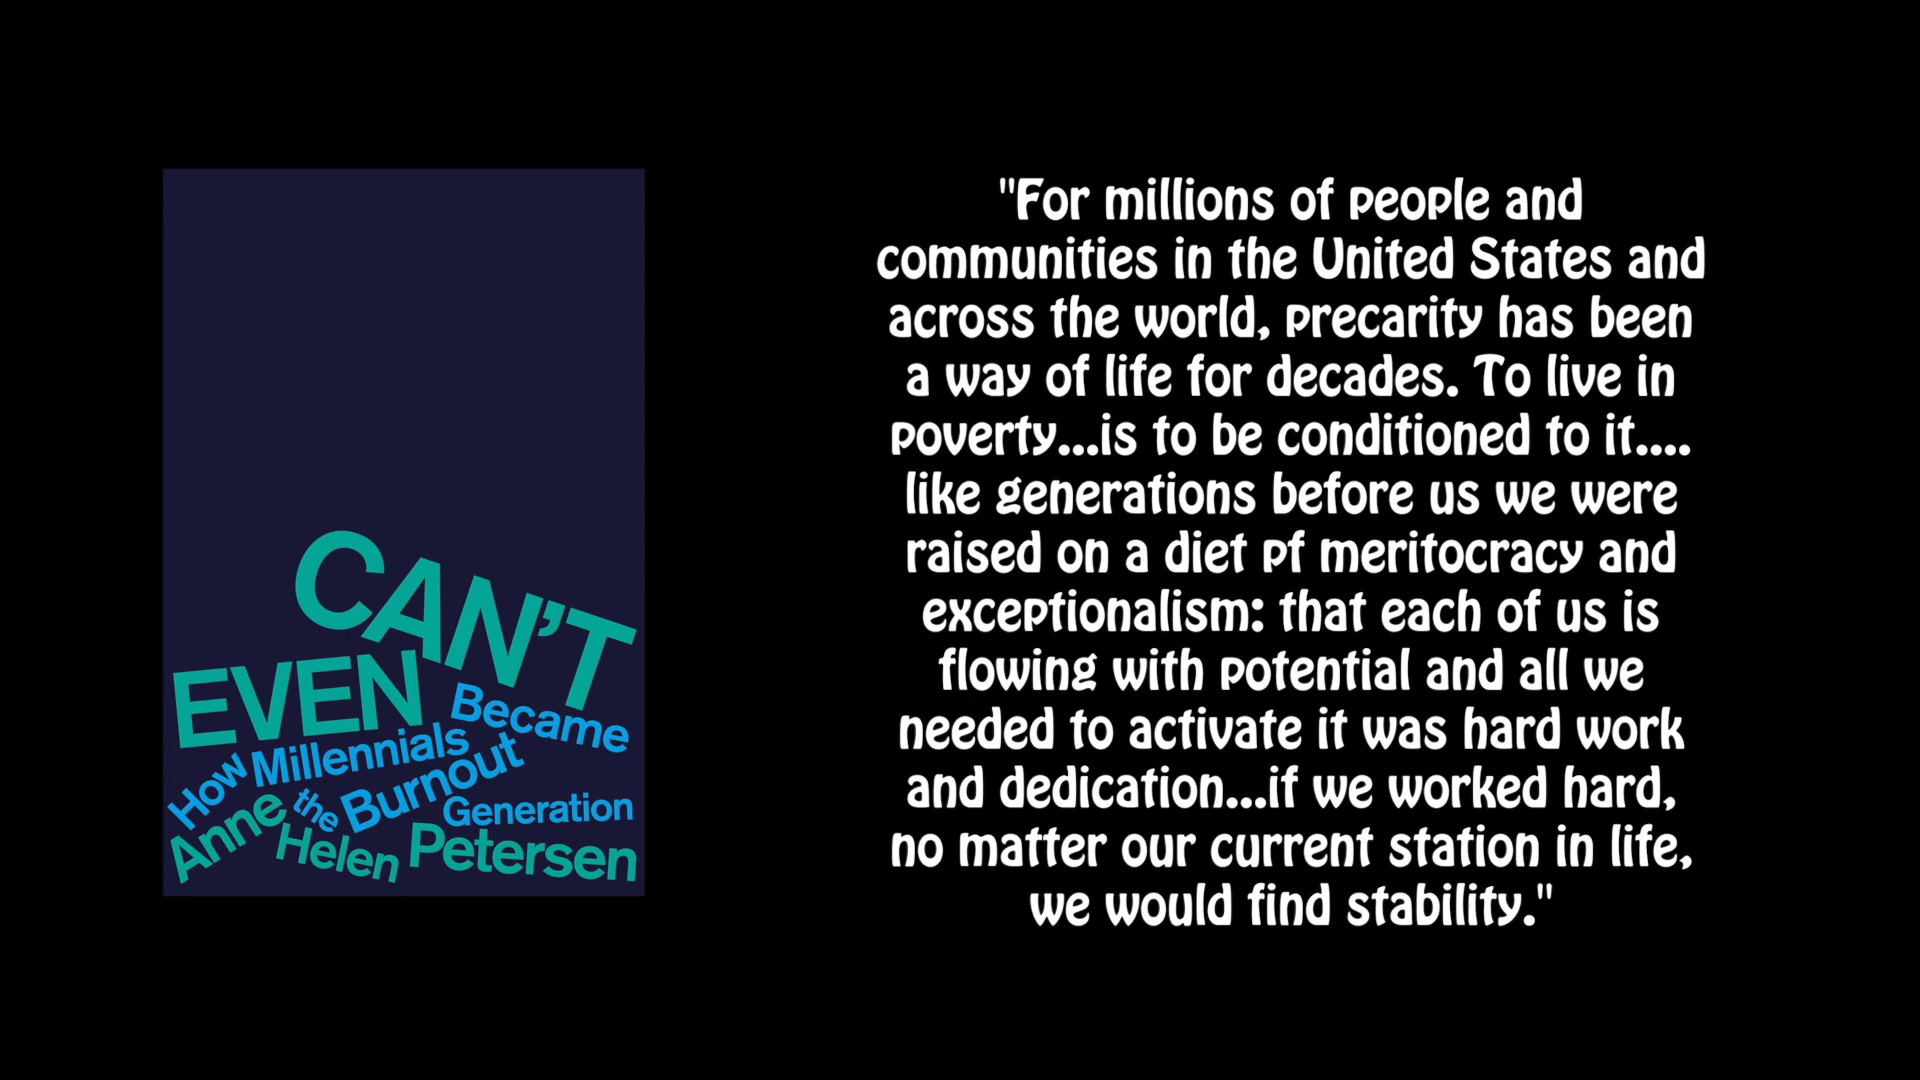 CAN'T
EVEN
How Millennials Became
the Burnout
Generation
Anne Helen Petersen
"For millions of people and
communities in the United States and
across the world, precarity has been
a way of life for decades. To live in
poverty...is to be conditioned to it....
like generations before us we were
raised on a diet pf meritocracy and
exceptionalism: that each of us is
flowing with potential and all we
needed to activate it was hard work
and dedication...if we worked hard,
no matter our current station in life,
we would find stability."